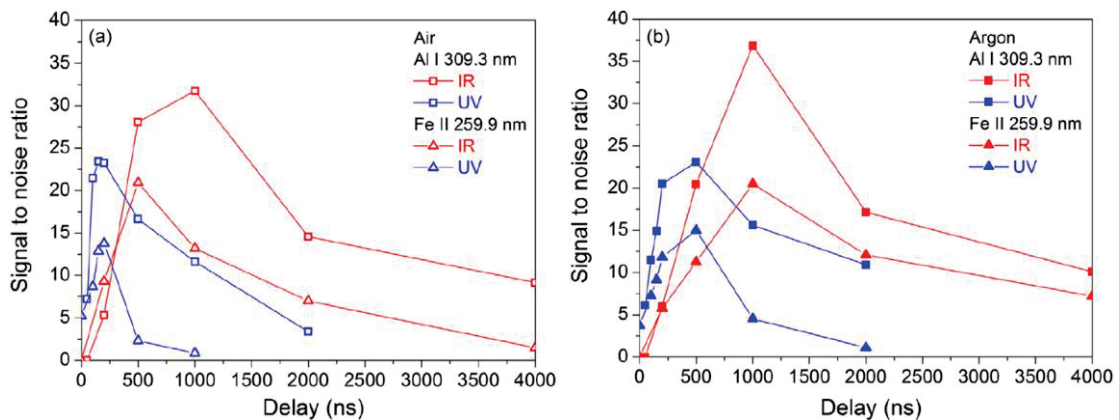 (a)
Air
Al I 309.3 nm
IR
UV
Fe II 259.9 nm
IR
UV
Signal to noise ratio
40
35
30
25
20
15
10
5
0
0 500 1000 1500 2000 2500 3000 3500 4000
Delay (ns)
(b)
Argon
Al I 309.3 nm
IR
UV
Fe II 259.9 nm
IR
UV
Signal to noise ratio
40
35
30
25
20
15
10
5
0
0 500 1000 1500 2000 2500 3000 3500 4000
Delay (ns)